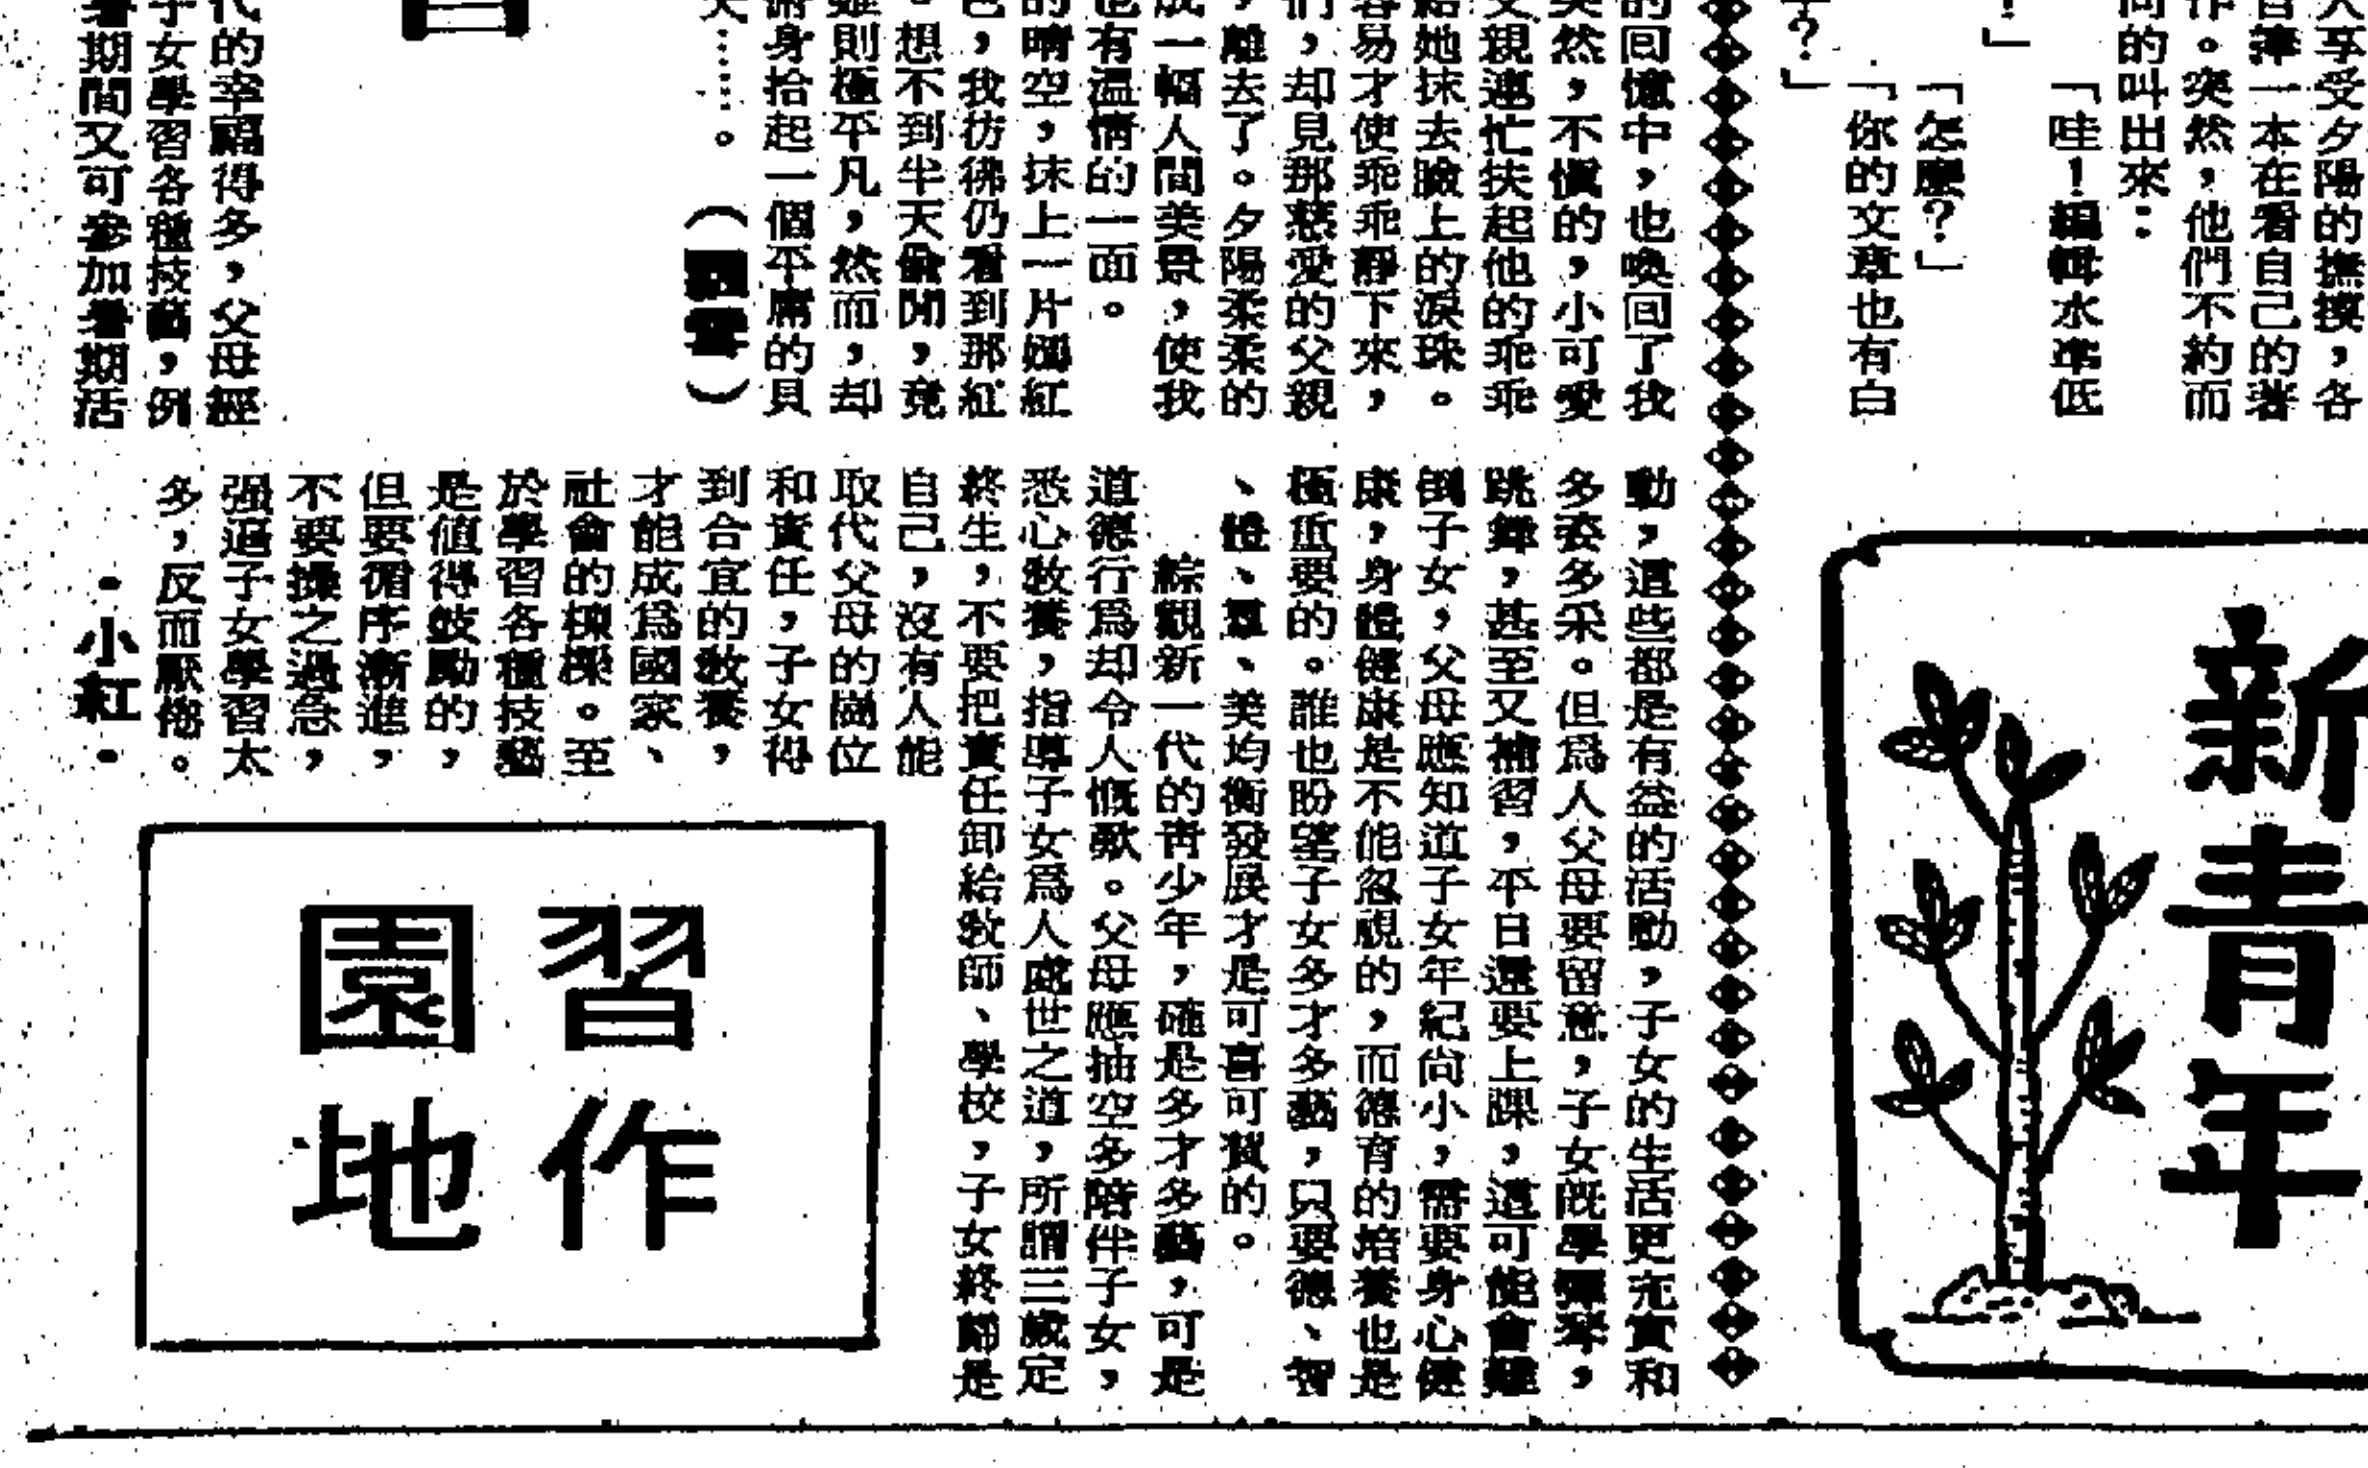 人享受夕陽的撫摸，各
自捧一本在看自己的著
作。突然，他們不約而
同的叫出來：
「哇！編輯水準低
！」
「怎麼？」
「你的文章也有白
字？」
新青年
的回憶中，也喚回了我
突然，不慎的，小可愛
父親連忙扶起他的乖乖
給她抹去臉上的淚珠。
容易才使乖乖靜下來，
們，却見那慈愛的父親
，離去了。夕陽柔柔的
成一幅人間美景，使我
也有溫情的一面。
的晴空，抹上一片嫣紅
色，我彷彿仍看到那紅
。想不到半天偷閒，竟
雖則極平凡，然而，却
俯身拾起一個平庸的貝
天……。
代的幸福得多，父母經
子女學習各種技藝，例
暑期間又可參加暑期活
動，這些都是有益的活動，子女的生活更充實和
多姿多采。但爲人父母要留意，子女旣學彈琴，
跳舞，甚至又補習，平日還要上課，這可能會難
倒子女，父母應知道子女年紀尙小，需要身心健
康，身體健康是不能忽視的，而德育的培養也是
極重要的。誰也盼望子女多才多藝，只要德、智
、體、羣、美均衡發展才是可喜可賀的。
綜觀新一代的靑少年，確是多才多藝，可是
道德行爲却令人慨歎。父母應抽空多陪伴子女，
悉心敎養，指導子女爲人處世之道，所謂三歲定
終生，不要把責任卸給敎師、學校，子女終歸是
自己，沒有人能
取代父母的崗位
和責任，子女得
到合宜的敎養，
才能成爲國家、
社會的棟樑。至
於學習各種技藝
是値得鼓勵的，
但要循序漸進，
不要操之過急，
强逼子女學習太
多，反而厭倦。
・小紅・
習作
園地